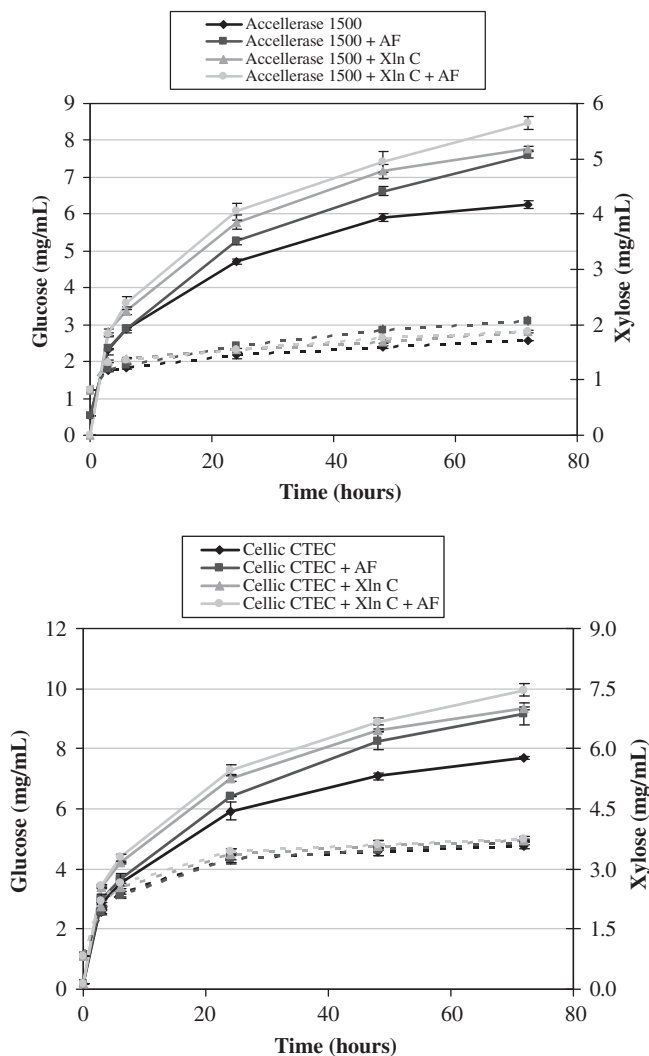 Accellerase 1500
Accellerase 1500 + AF
Accellerase 1500 + Xln C
Accellerase 1500 + Xln C + AF
9
8
7
6
5
4
3
2
1
0
Glucose (mg/mL)
6
5
4
3
2
1
0
Xylose (mg/mL)
0
20
40
60
80
Time (hours)
Cellic CTEC
Cellic CTEC + AF
Cellic CTEC + Xln C
Cellic CTEC + Xln C + AF
12
10
8
6
4
2
0
Glucose (mg/mL)
9.0
7.5
6.0
4.5
3.0
1.5
0.0
Xylose (mg/mL)
0
20
40
60
80
Time (hours)